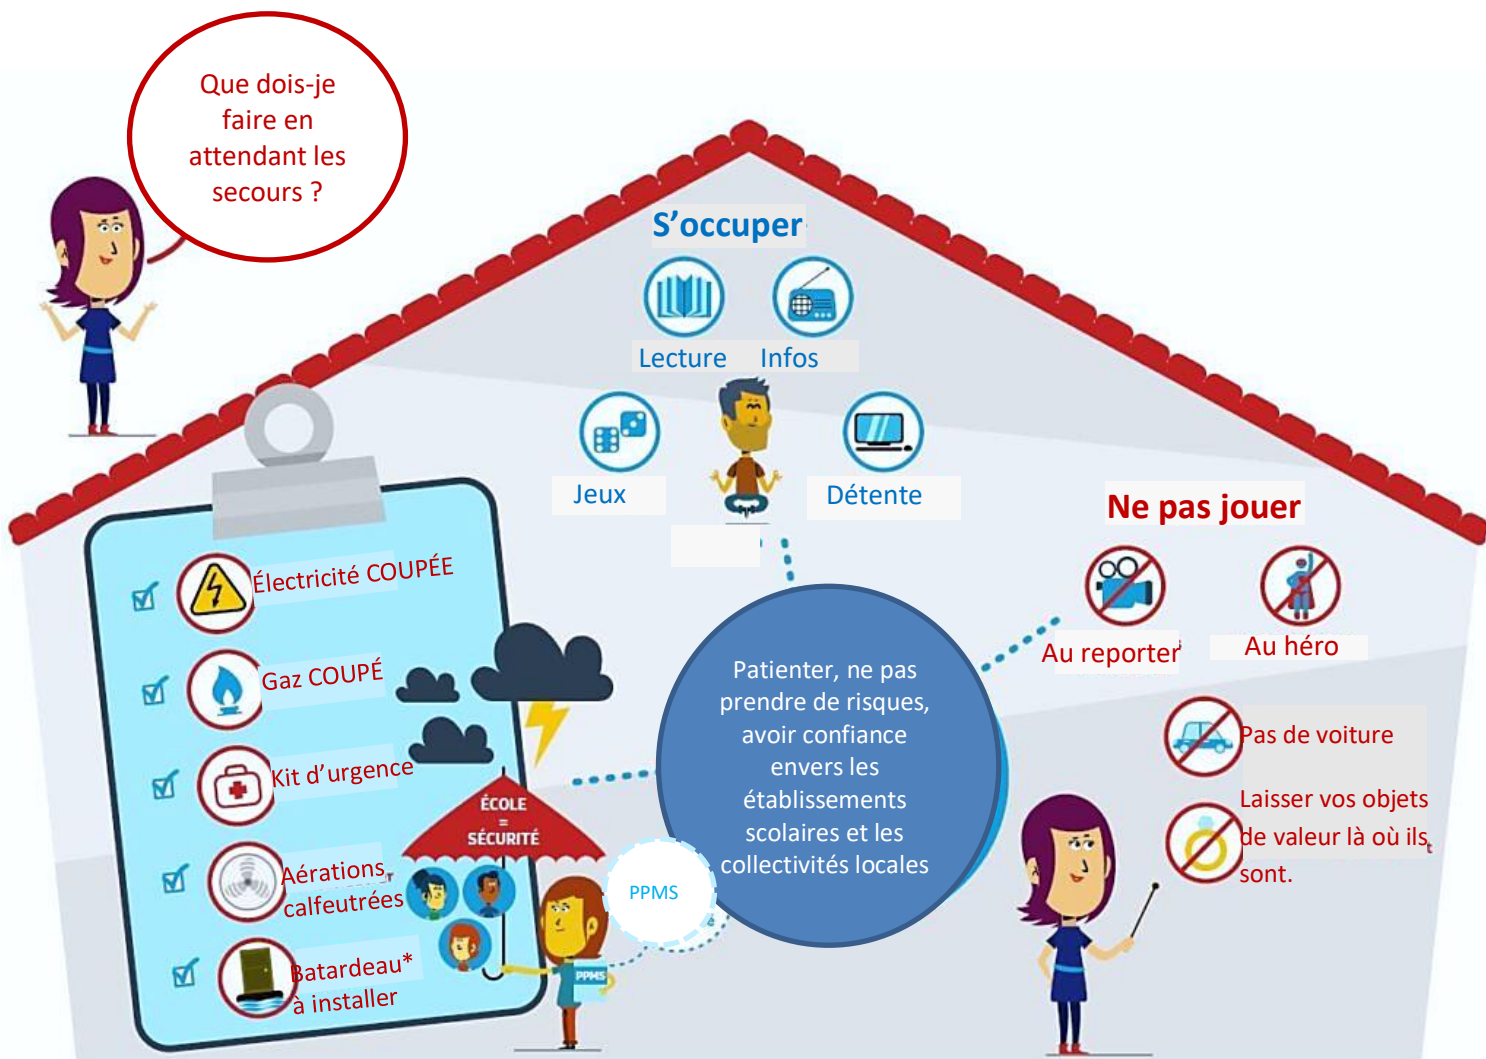 Que dois-je
faire en
attendant les
secours ?
S’occuper
Lecture
Infos
Jeux
Détente
Ne pas jouer
Au reporter
Au héro
Pas de voiture
Laisser vos objets
de valeur là où ils
sont.
Électricité COUPÉE
Gaz COUPÉ
Kit d’urgence
Aérations
calfeutrées
Batardeau*
à installer
ÉCOLE
=
SÉCURITÉ
PPMS
PPMS
Patienter, ne pas
prendre de risques,
avoir confiance
envers les
établissements
scolaires et les
collectivités locales